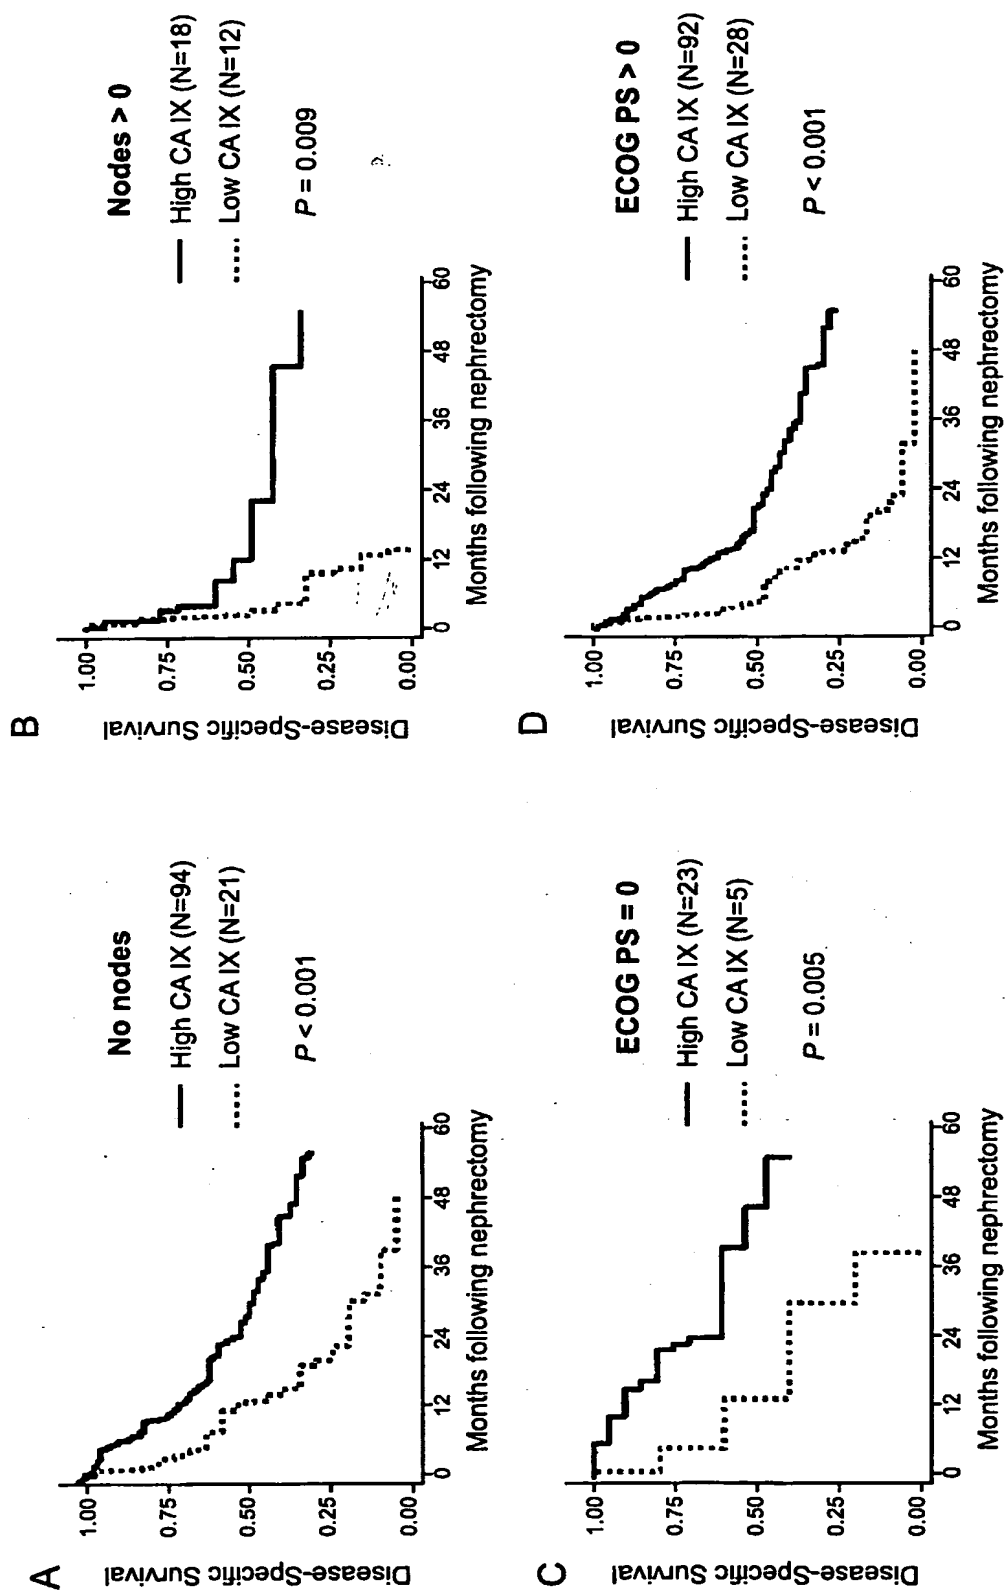 A
No nodes
High CA IX (N=94)
Low CA IX (N=21)
P < 0.001
Disease-Specific Survival
1.00
0.75
0.50
0.25
0.00
0
12
24
36
48
60
Months following nephrectomy
B
Nodes > 0
High CA IX (N=18)
Low CA IX (N=12)
P = 0.009
Disease-Specific Survival
1.00
0.75
0.50
0.25
0.00
0
12
24
36
48
60
Months following nephrectomy
C
ECOG PS = 0
High CA IX (N=23)
Low CA IX (N=5)
P = 0.005
Disease-Specific Survival
1.00
0.75
0.50
0.25
0.00
0
12
24
36
48
60
Months following nephrectomy
D
ECOG PS > 0
High CA IX (N=92)
Low CA IX (N=28)
P < 0.001
Disease-Specific Survival
1.00
0.75
0.50
0.25
0.00
0
12
24
36
48
60
Months following nephrectomy